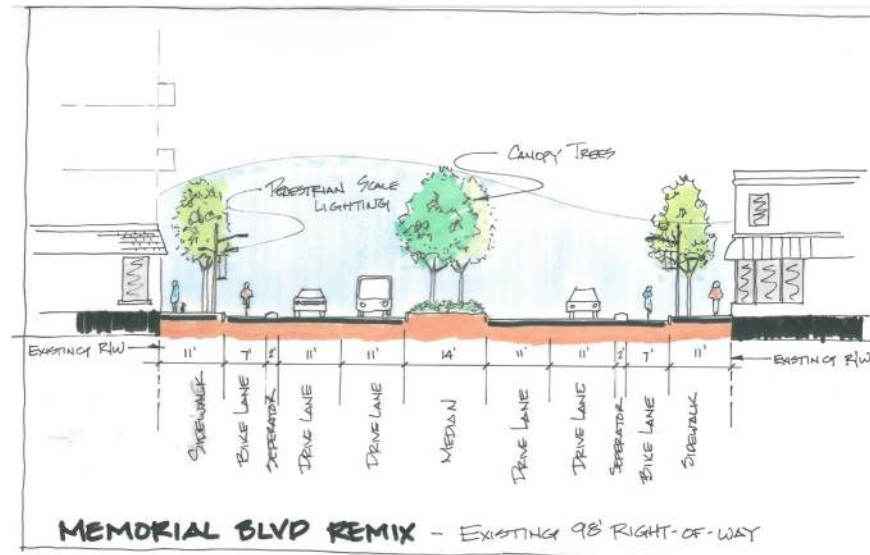 CANOPY TREES
PEDESTRIAN SCALE
LIGHTING
EXISTING R/W
11' 7' 2' 11' 11' 14' 11' 11' 2' 7' 11'
EXISTING R/W
SIDEWALK
BIKE LANE
SEPERATOR
DRIVE LANE
DRIVE LANE
MEDIAN
DRIVE LANE
DRIVE LANE
SEPERATOR
BIKE LANE
SIDEWALK
MEMORIAL BLVD REMIX - EXISTING 98' RIGHT-OF-WAY